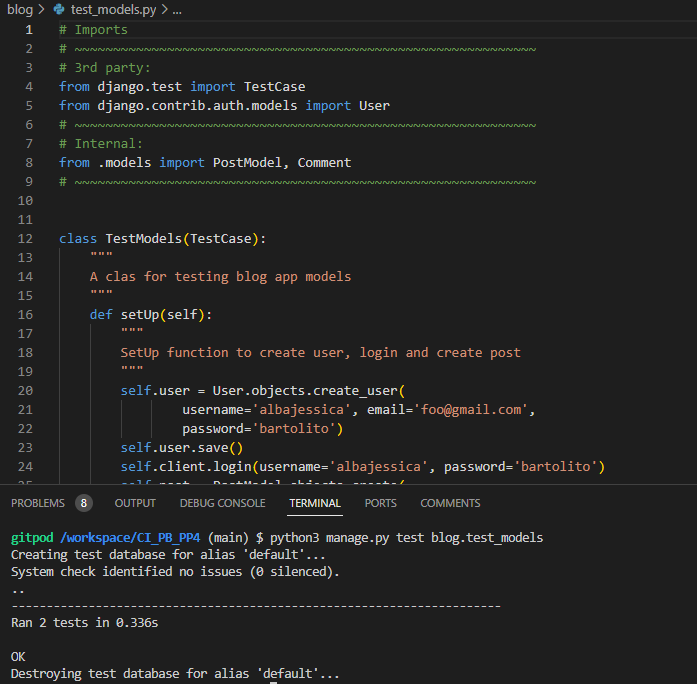 blog > test_models.py > ...
1 # Imports
2 # ~~~~~~~~~~~~~~~~~~~~~~~~~~~~~~~~~~~~~~~~~~~~~~~~~~~~~~~~~~~~
3 # 3rd party:
4 from django.test import TestCase
5 from django.contrib.auth.models import User
6 # ~~~~~~~~~~~~~~~~~~~~~~~~~~~~~~~~~~~~~~~~~~~~~~~~~~~~~~~~~~~~
7 # Internal:
8 from .models import PostModel, Comment
9 # ~~~~~~~~~~~~~~~~~~~~~~~~~~~~~~~~~~~~~~~~~~~~~~~~~~~~~~~~~~~~
10
11
12 class TestModels(TestCase):
13     """
14     A clas for testing blog app models
15     """
16     def setUp(self):
17         """
18         SetUp function to create user, login and create post
19         """
20         self.user = User.objects.create_user(
21                 username='albajessica', email='foo@gmail.com',
22                 password='bartolito')
23         self.user.save()
24         self.client.login(username='albajessica', password='bartolito')
PROBLEMS 8 OUTPUT DEBUG CONSOLE TERMINAL PORTS COMMENTS
gitpod /workspace/CI_PB_PP4 (main) $ python3 manage.py test blog.test_models
Creating test database for alias 'default'...
System check identified no issues (0 silenced).
..
----------------------------------------------------------------------
Ran 2 tests in 0.336s
OK
Destroying test database for alias 'default'...